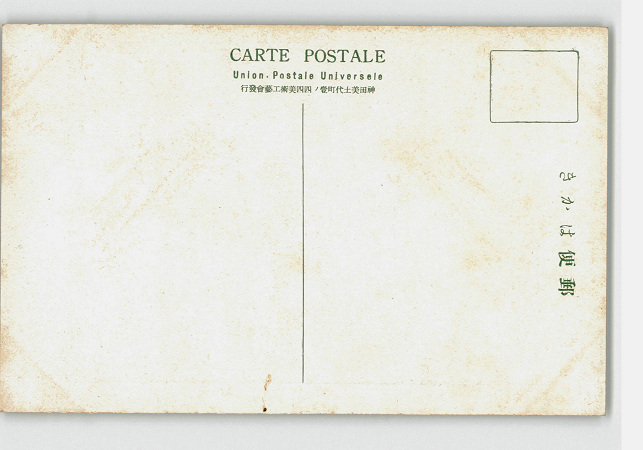 CARTE POSTALE
Union. Postale Universele
神田美土代町壹ノ四四美術工藝會發行
郵便はかき